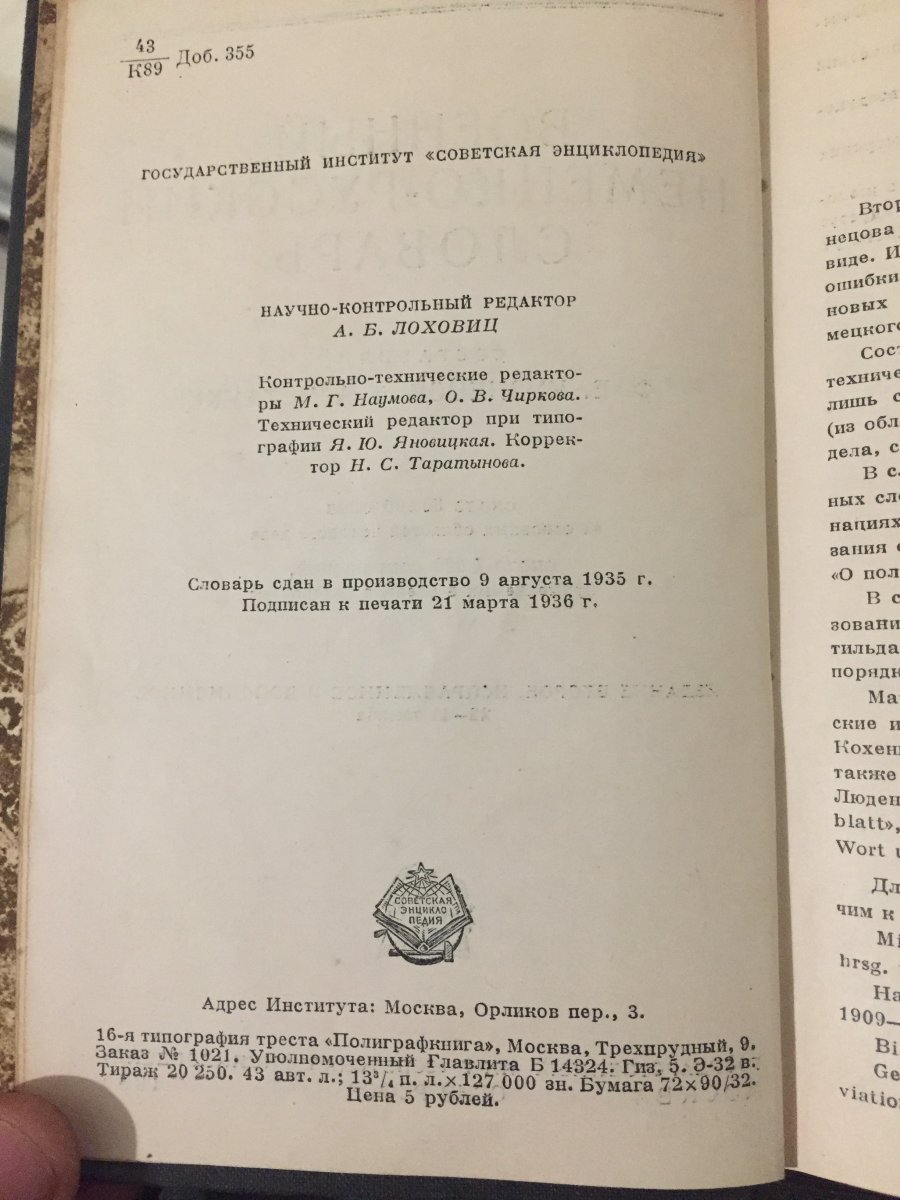 43
К89
Доб. 355
ГОСУДАРСТВЕННЫЙ ИНСТИТУТ «СОВЕТСКАЯ ЭНЦИКЛОПЕДИЯ»
НАУЧНО-КОНТРОЛЬНЫЙ РЕДАКТОР
А. Б. ЛОХОВИЦ
Контрольно-технические редакто-
ры М. Г. Наумова, О. В. Чиркова.
Технический редактор при типо-
графии Я. Ю. Яновицкая. Коррек-
тор Н. С. Таратынова.
Словарь сдан в производство 9 августа 1935 г.
Подписан к печати 21 марта 1936 г.
СОВЕТСКАЯ
ЭНЦИКЛО
ПЕДИЯ
Адрес Института: Москва, Орликов пер., 3.
16-я типография треста «Полиграфкнига», Москва, Трехпрудный, 9.
Заказ № 1021. Уполномоченный Главлита Б 14324. Гиз. 5. Э-32 в.
Тираж 20 250. 43 авт. л.; 13³/₄ п. л.×127 000 зн. Бумага 72×90/32.
Цена 5 рублей.
Втор
нецова
виде. И
ошибки
новых
мецкого
Сост
техниче
лишь с
(из обл
дела, с
В сл
ных сло
нациях
зания с
«О пол
В с
зовани
тильда
порядк
Мат
ские и
Кохен
также
Люден
blatt»,
Wort u
Дл
чим к
Mi
hrsg.
На
1909—
Bi
Ge
viation